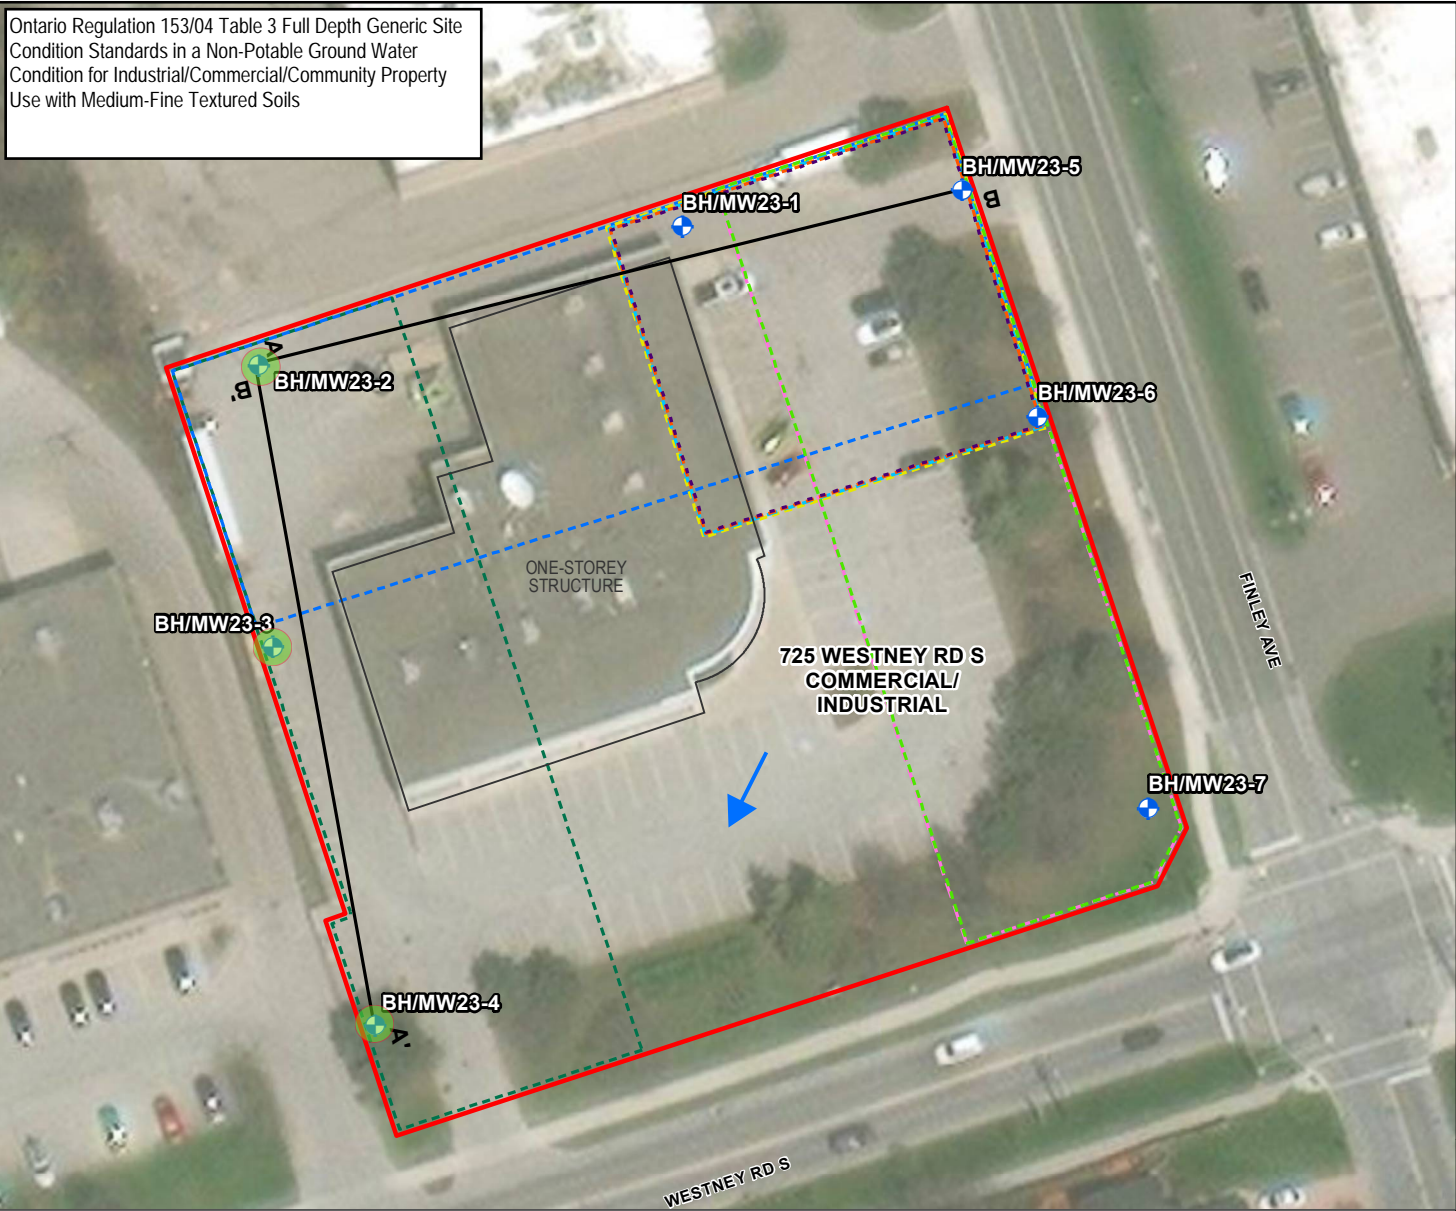 Ontario Regulation 153/04 Table 3 Full Depth Generic Site
Condition Standards in a Non-Potable Ground Water
Condition for Industrial/Commercial/Community Property
Use with Medium-Fine Textured Soils
BH/MW23-5
B
BH/MW23-1
A
BH/MW23-2
B'
BH/MW23-6
ONE-STOREY
STRUCTURE
FINLEY AVE
BH/MW23-3
725 WESTNEY RD S
COMMERCIAL/
INDUSTRIAL
BH/MW23-7
BH/MW23-4
A'
WESTNEY RD S